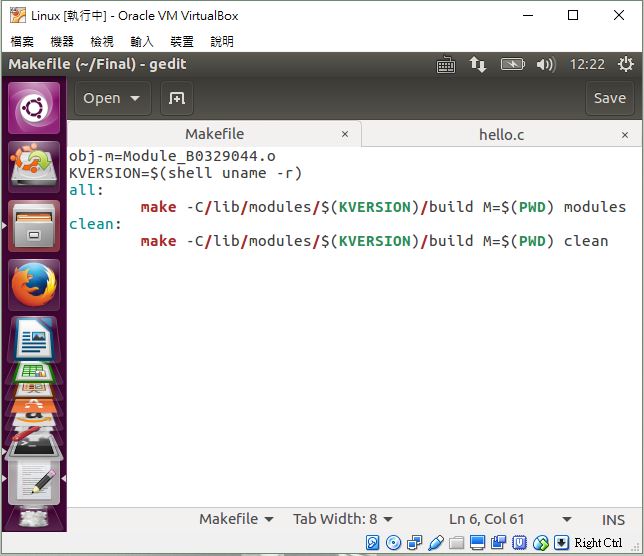 Linux [執行中] - Oracle VM VirtualBox
檔案 機器 檢視 輸入 裝置 說明
Makefile (~/Final) - gedit 12:22
Open Save
Makefile × hello.c ×
obj-m=Module_B0329044.o
KVERSION=$(shell uname -r)
all:
make -C/lib/modules/$(KVERSION)/build M=$(PWD) modules
clean:
make -C/lib/modules/$(KVERSION)/build M=$(PWD) clean
Makefile Tab Width: 8 Ln 6, Col 61 INS
Right Ctrl